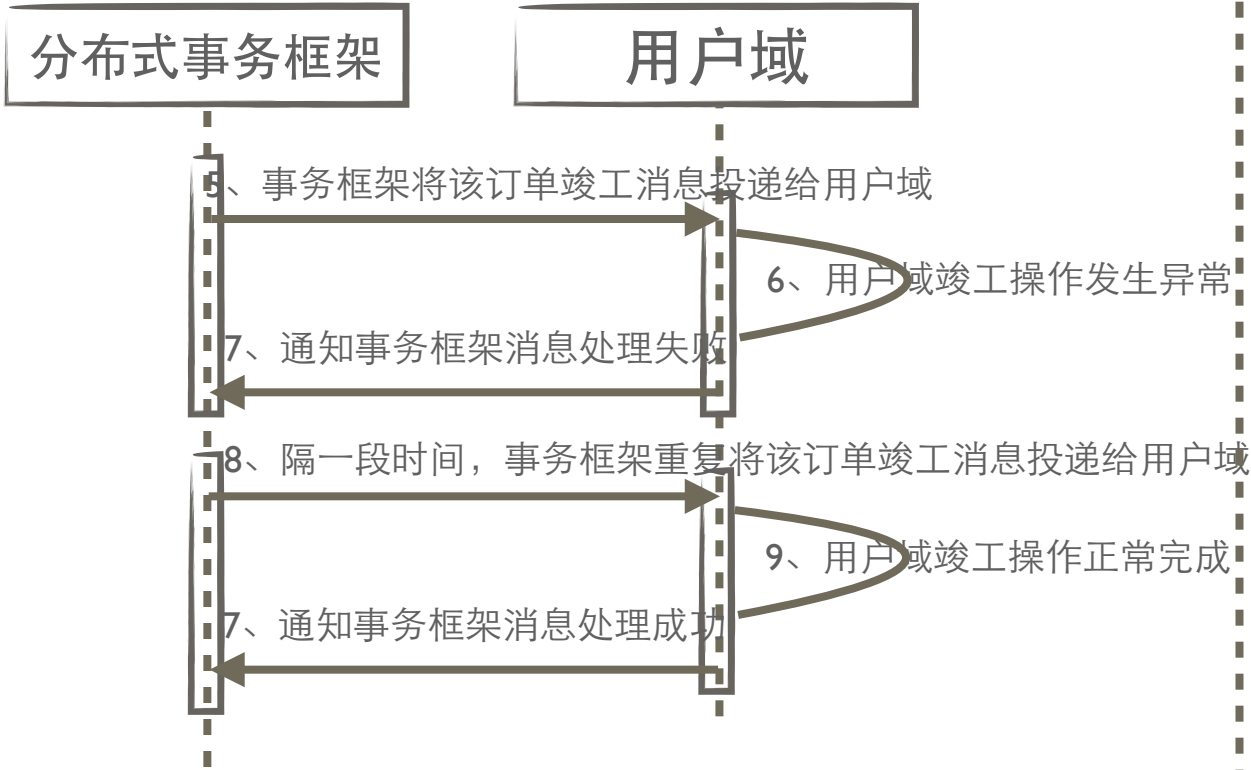 分布式事务框架
用户域
5、事务框架将该订单竣工消息投递给用户域
6、用户域竣工操作发生异常
7、通知事务框架消息处理失败
8、隔一段时间，事务框架重复将该订单竣工消息投递给用户域
9、用户域竣工操作正常完成
7、通知事务框架消息处理成功